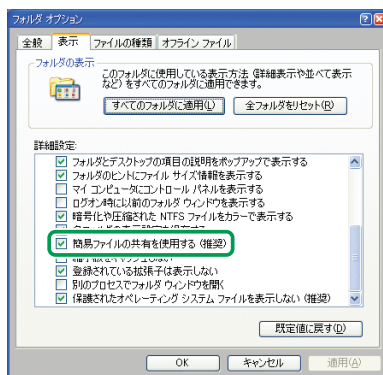 フォルダ オプション
全般
表示
ファイルの種類
オフライン ファイル
フォルダの表示
このフォルダに使用している表示方法 (詳細表示や並べて表示
など) をすべてのフォルダに適用できます。
すべてのフォルダに適用(L)
全フォルダをリセット(R)
詳細設定:
フォルダとデスクトップの項目の説明をポップアップで表示する
フォルダのヒントにファイル サイズ情報を表示する
マイ コンピュータにコントロール パネルを表示する
ログオン時に以前のフォルダ ウィンドウを表示する
暗号化や圧縮された NTFS ファイルをカラーで表示する
簡易ファイルの共有を使用する (推奨)
登録されている拡張子は表示しない
別のプロセスでフォルダ ウィンドウを開く
保護されたオペレーティング システム ファイルを表示しない (推奨)
既定値に戻す(D)
OK
キャンセル
適用(A)